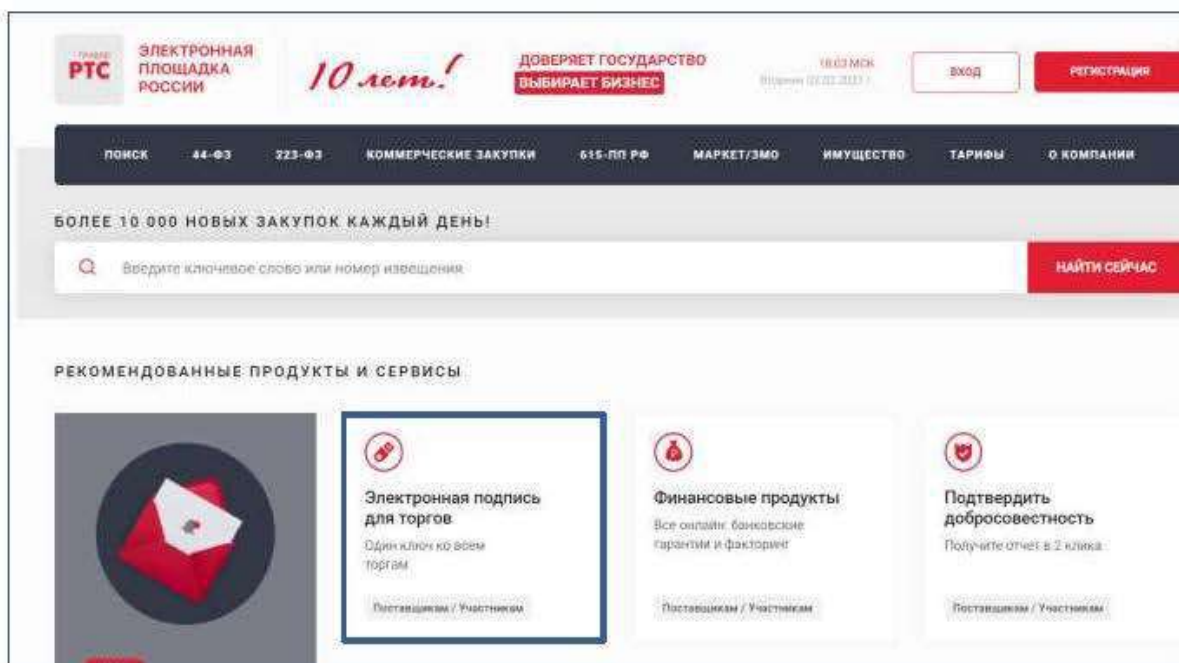 РТС
ЭЛЕКТРОННАЯ
ПЛОЩАДКА
РОССИИ
10 лет!
ДОВЕРЯЕТ ГОСУДАРСТВО
ВЫБИРАЕТ БИЗНЕС
18:03 МСК
ВХОД
РЕГИСТРАЦИЯ
ПОИСК 44-ФЗ 223-ФЗ КОММЕРЧЕСКИЕ ЗАКУПКИ 615-ПП РФ МАРКЕТ/ЗМО ИМУЩЕСТВО ТАРИФЫ О КОМПАНИИ
БОЛЕЕ 10 000 НОВЫХ ЗАКУПОК КАЖДЫЙ ДЕНЬ!
Введите ключевое слово или номер извещения
НАЙТИ СЕЙЧАС
РЕКОМЕНДОВАННЫЕ ПРОДУКТЫ И СЕРВИСЫ
Электронная подпись
для торгов
Один ключ ко всем
торгам
Поставщикам / Участникам
Финансовые продукты
Все онлайн: банковские
гарантии и факторинг
Поставщикам / Участникам
Подтвердить
добросовестность
Получите отчет в 2 клика
Поставщикам / Участникам